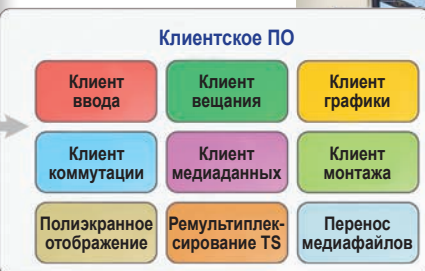 Клиентское ПО
Клиент ввода
Клиент вещания
Клиент графики
Клиент коммутации
Клиент медиаданных
Клиент монтажа
Полиэкранное отображение
Ремультиплек-
сирование TS
Перенос медиафайлов